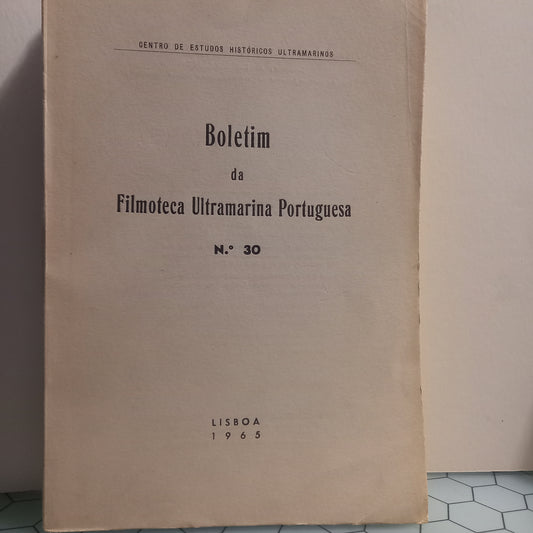 CENTRO DE ESTUDOS HISTÓRICOS ULTRAMARINOS
Boletim
da
Filmoteca Ultramarina Portuguesa
N.º 30
LISBOA
1965